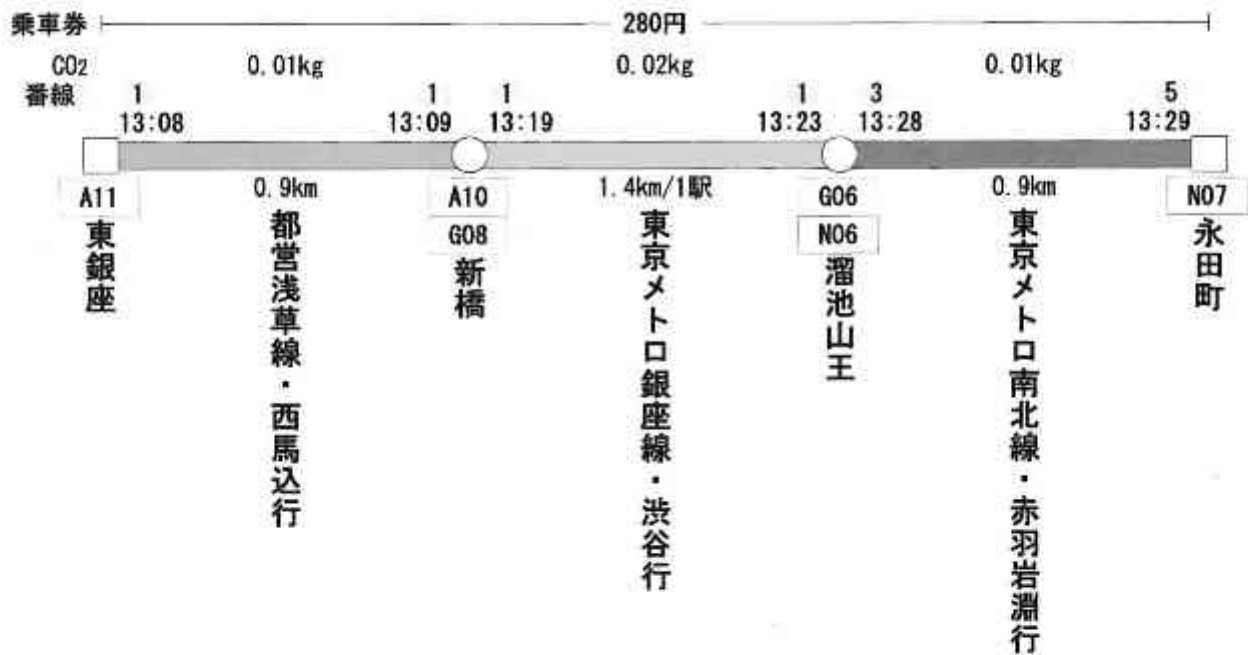 乗車券 280円
CO2 0.01kg 0.02kg 0.01kg
番線 1 1 1 1 3 5
13:08 13:09 13:19 13:23 13:28 13:29
0.9km 1.4km/1駅 0.9km
A11 A10 G06 N07
G08 N06
東銀座
都営浅草線・西馬込行
新橋
東京メトロ銀座線・渋谷行
溜池山王
東京メトロ南北線・赤羽岩淵行
永田町